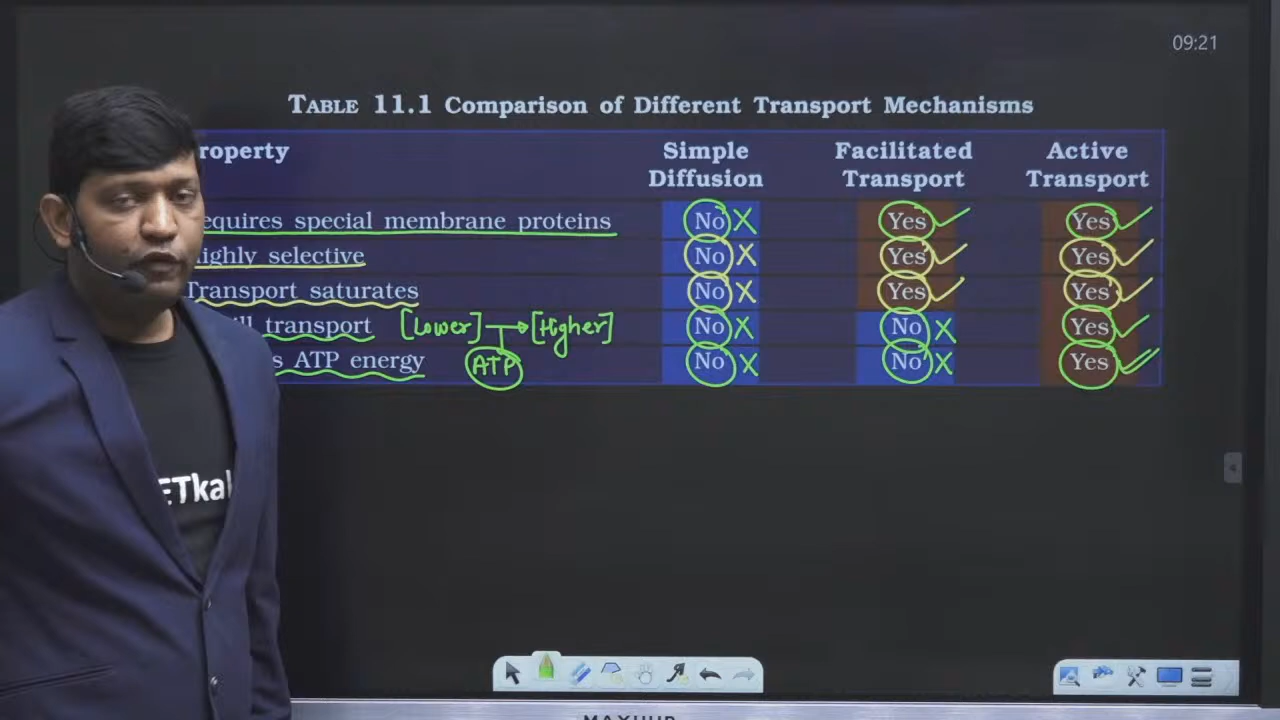 09:21
TABLE 11.1 Comparison of Different Transport Mechanisms
roperty Simple Diffusion Facilitated Transport Active Transport
equires special membrane proteins No X Yes ✓ Yes ✓
ighly selective No X Yes ✓ Yes ✓
Transport saturates No X Yes ✓ Yes ✓
ill transport [Lower] → [Higher] No X No X Yes ✓
s ATP energy ATP No X No X Yes ✓
ETkal